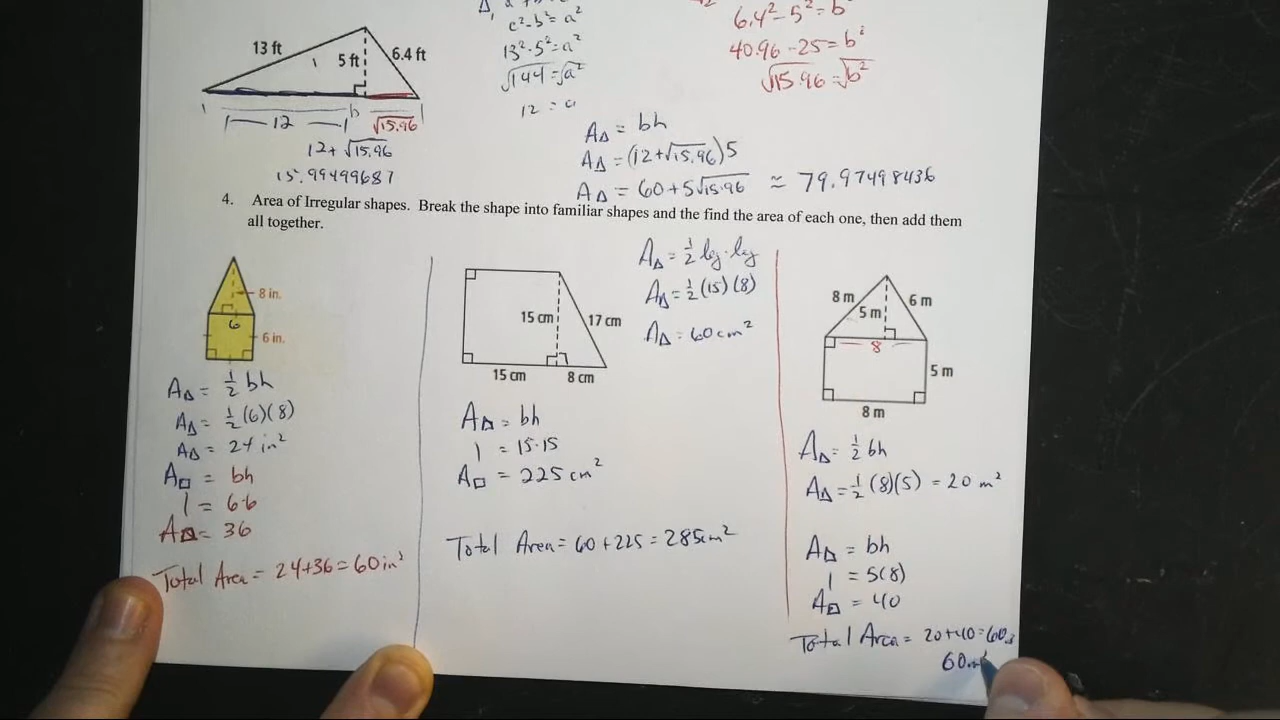 c² - b² = a²
13² - 5² = a²
√144 = √a²
12 = a
6.4² - 5² = b²
40.96 - 25 = b²
√15.96 = √b²
13 ft
5 ft
6.4 ft
12
√15.96
12 + √15.96
15.99499687
A△ = bh
A△ = (12+√15.96)5
A△ = 60 + 5√15.96 ≈ 79.97498436
4. Area of Irregular shapes. Break the shape into familiar shapes and the find the area of each one, then add them
all together.
8 in.
6
6 in.
A△ = ½ bh
A△ = ½ (6)(8)
A△ = 24 in²
A□ = bh
| = 6·6
A□ = 36
Total Area = 24+36 = 60 in²
15 cm
17 cm
15 cm
8 cm
A△ = ½ leg · leg
A△ = ½ (15)(8)
A△ = 60 cm²
A□ = bh
| = 15·15
A□ = 225 cm²
Total Area = 60 + 225 = 285cm²
8 m
5 m
6 m
8
5 m
8 m
A△ = ½ bh
A△ = ½ (8)(5) = 20 m²
A△ = bh
| = 5(8)
A□ = 40
Total Area = 20+40=60
60m